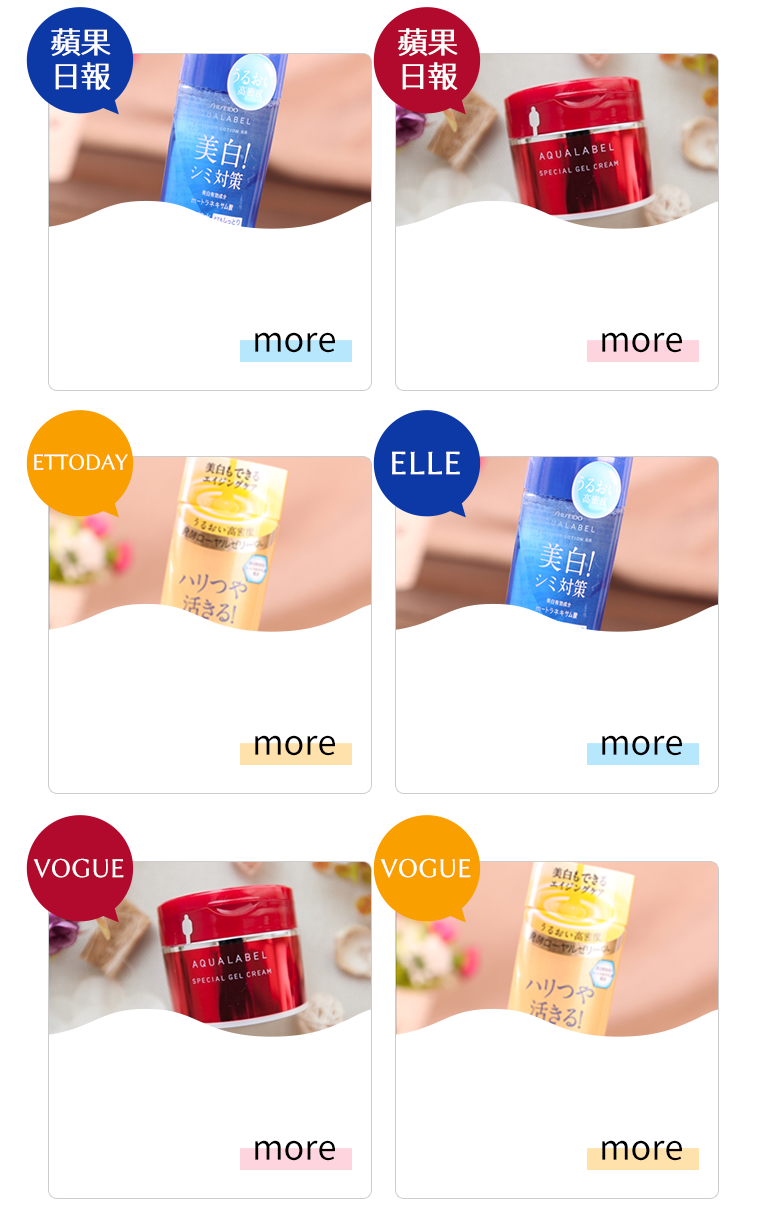 蘋果
日報
うるおい
高密度
SHISEIDO
AQUALABEL
美白!
シミ対策
美白有効成分
m-トラネキサム酸
more
蘋果
日報
AQUALABEL
SPECIAL GEL CREAM
more
ETTODAY
美白もできる
エイジングケア
うるおい高密度
発酵ローヤルゼリー
ハリつや
活きる!
more
ELLE
うるおい
高密度
SHISEIDO
AQUALABEL
美白!
シミ対策
美白有効成分
m-トラネキサム酸
more
VOGUE
AQUALABEL
SPECIAL GEL CREAM
more
VOGUE
美白もできる
エイジングケア
うるおい高密度
発酵ローヤルゼリー
ハリつや
活きる!
more